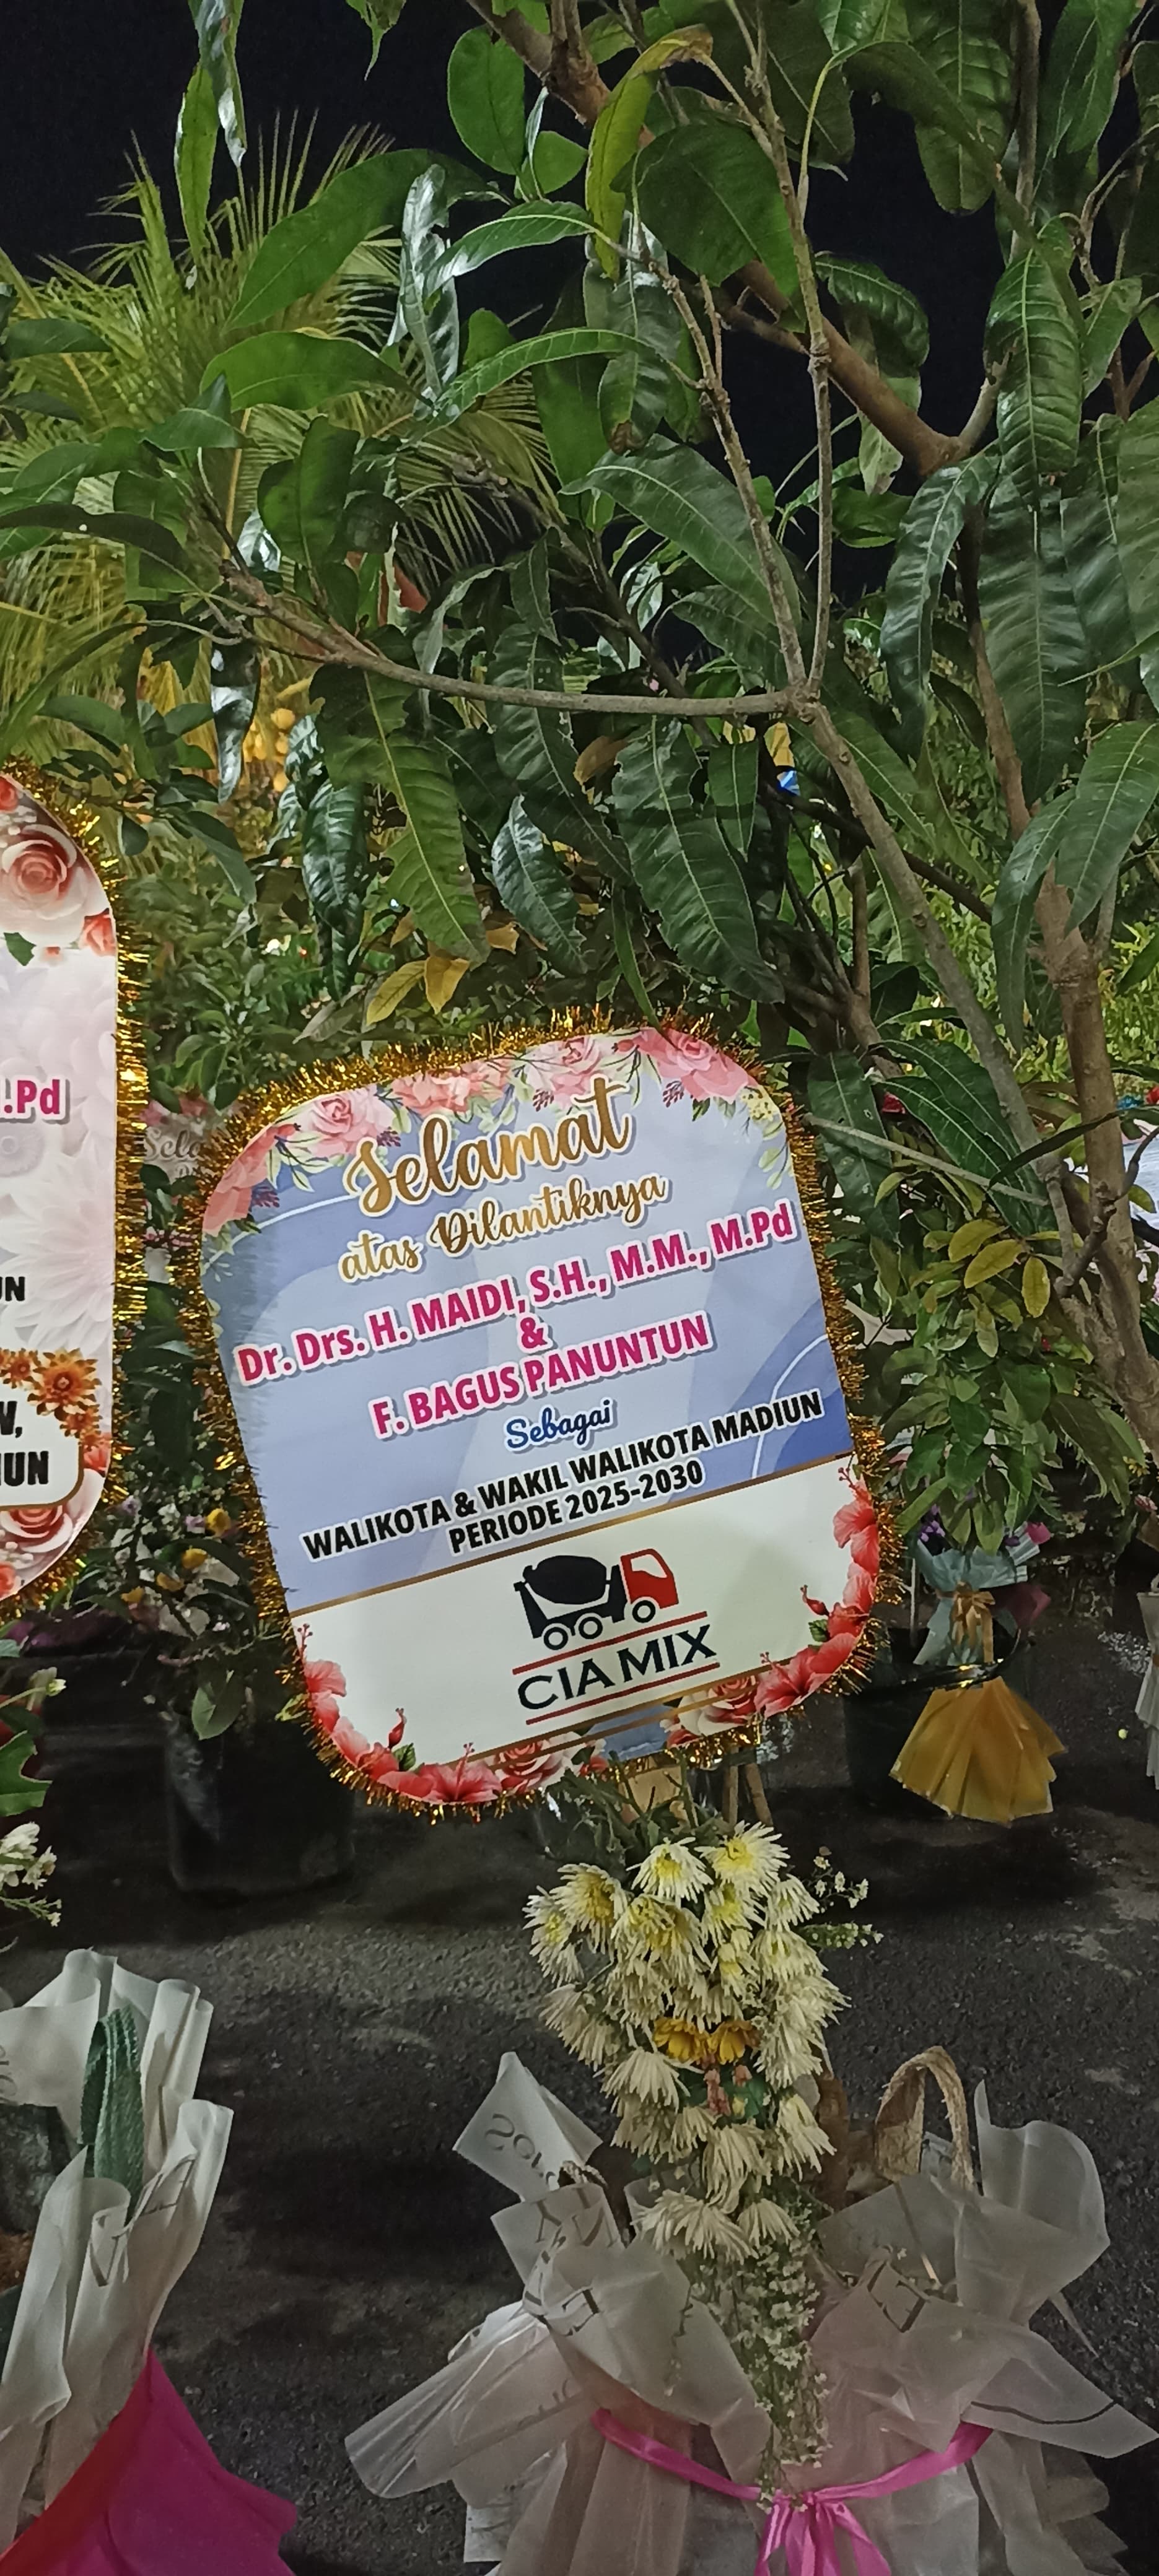 .Pd
UN
Selamat
atas Dilantiknya
Dr. Drs. H. MAIDI, S.H., M.M., M.Pd
&
F. BAGUS PANUNTUN
Sebagai
WALIKOTA & WAKIL WALIKOTA MADIUN
PERIODE 2025-2030
CIA MIX